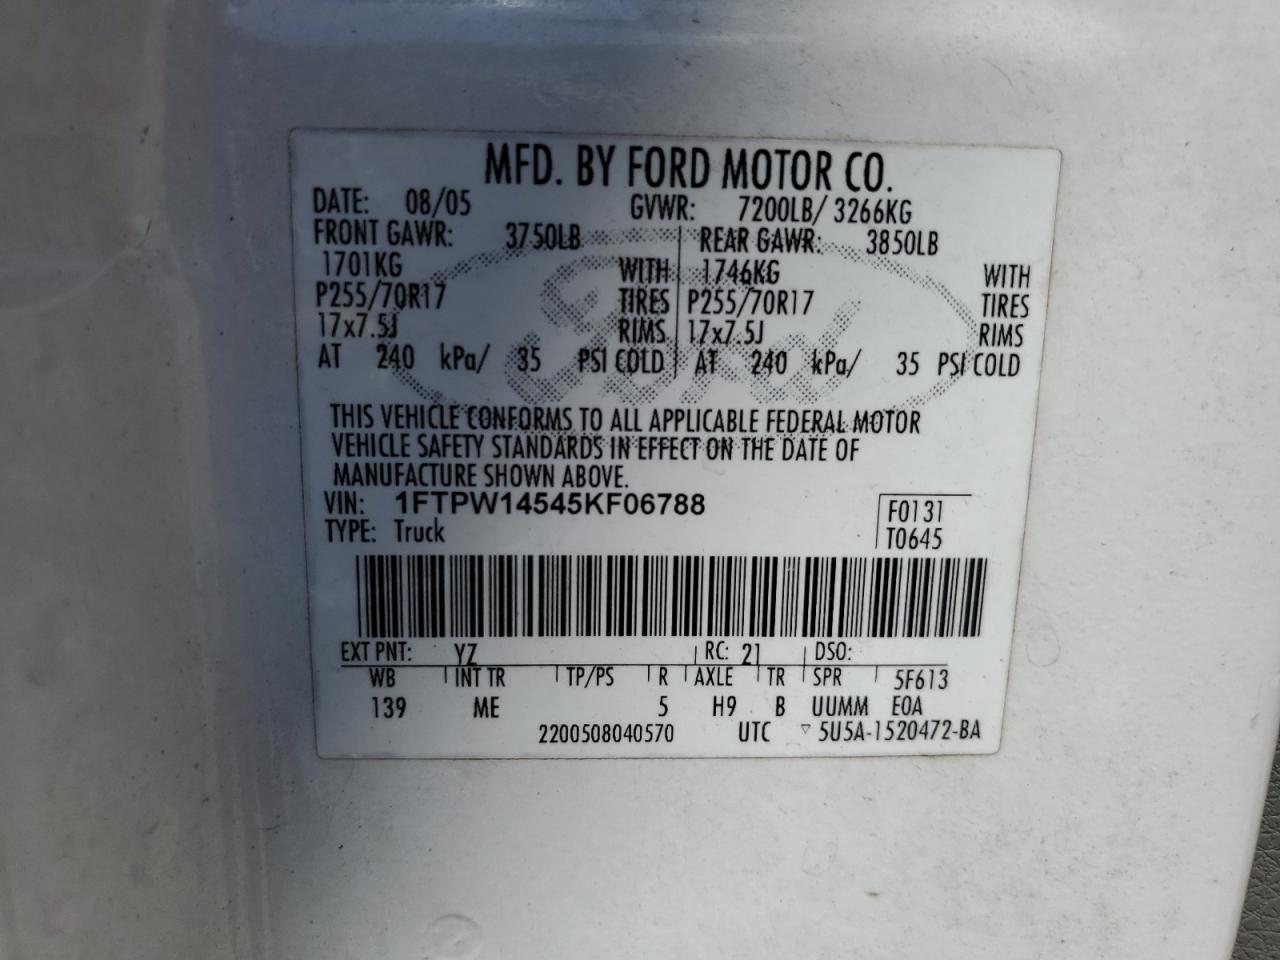 MFD. BY FORD MOTOR CO.
DATE: 08/05 GVWR: 7200LB/ 3266KG
FRONT GAWR: 3750LB REAR GAWR: 3850LB
1701KG WITH 1746KG WITH
P255/70R17 TIRES P255/70R17 TIRES
17x7.5J RIMS 17x7.5J RIMS
AT 240 kPa/ 35 PSI COLD AT 240 kPa/ 35 PSI COLD
Ford
THIS VEHICLE CONFORMS TO ALL APPLICABLE FEDERAL MOTOR
VEHICLE SAFETY STANDARDS IN EFFECT ON THE DATE OF
MANUFACTURE SHOWN ABOVE.
VIN: 1FTPW14545KF06788 F0131
TYPE: Truck T0645
EXT PNT: YZ RC: 21 DSO:
WB INT TR TP/PS R AXLE TR SPR 5F613
139 ME 5 H9 B UUMM E0A
2200508040570 UTC ▽ 5U5A-1520472-BA